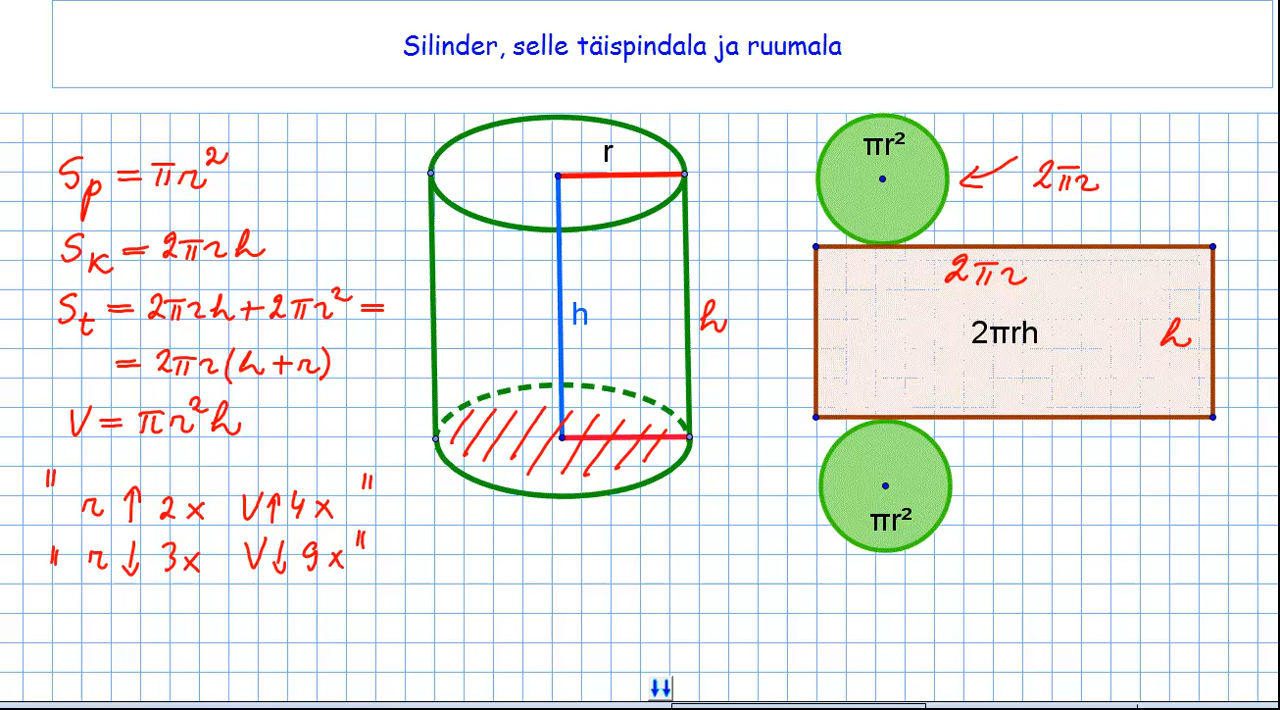 Silinder, selle täispindala ja ruumala
Sp = πr²
Sk = 2πrh
St = 2πrh + 2πr² =
= 2πr(h + r)
V = πr²h
" r ↑ 2x V ↑ 4x "
" r ↓ 3x V ↓ 9x "
r
h
h
πr²
2πr
2πr
2πrh
h
πr²